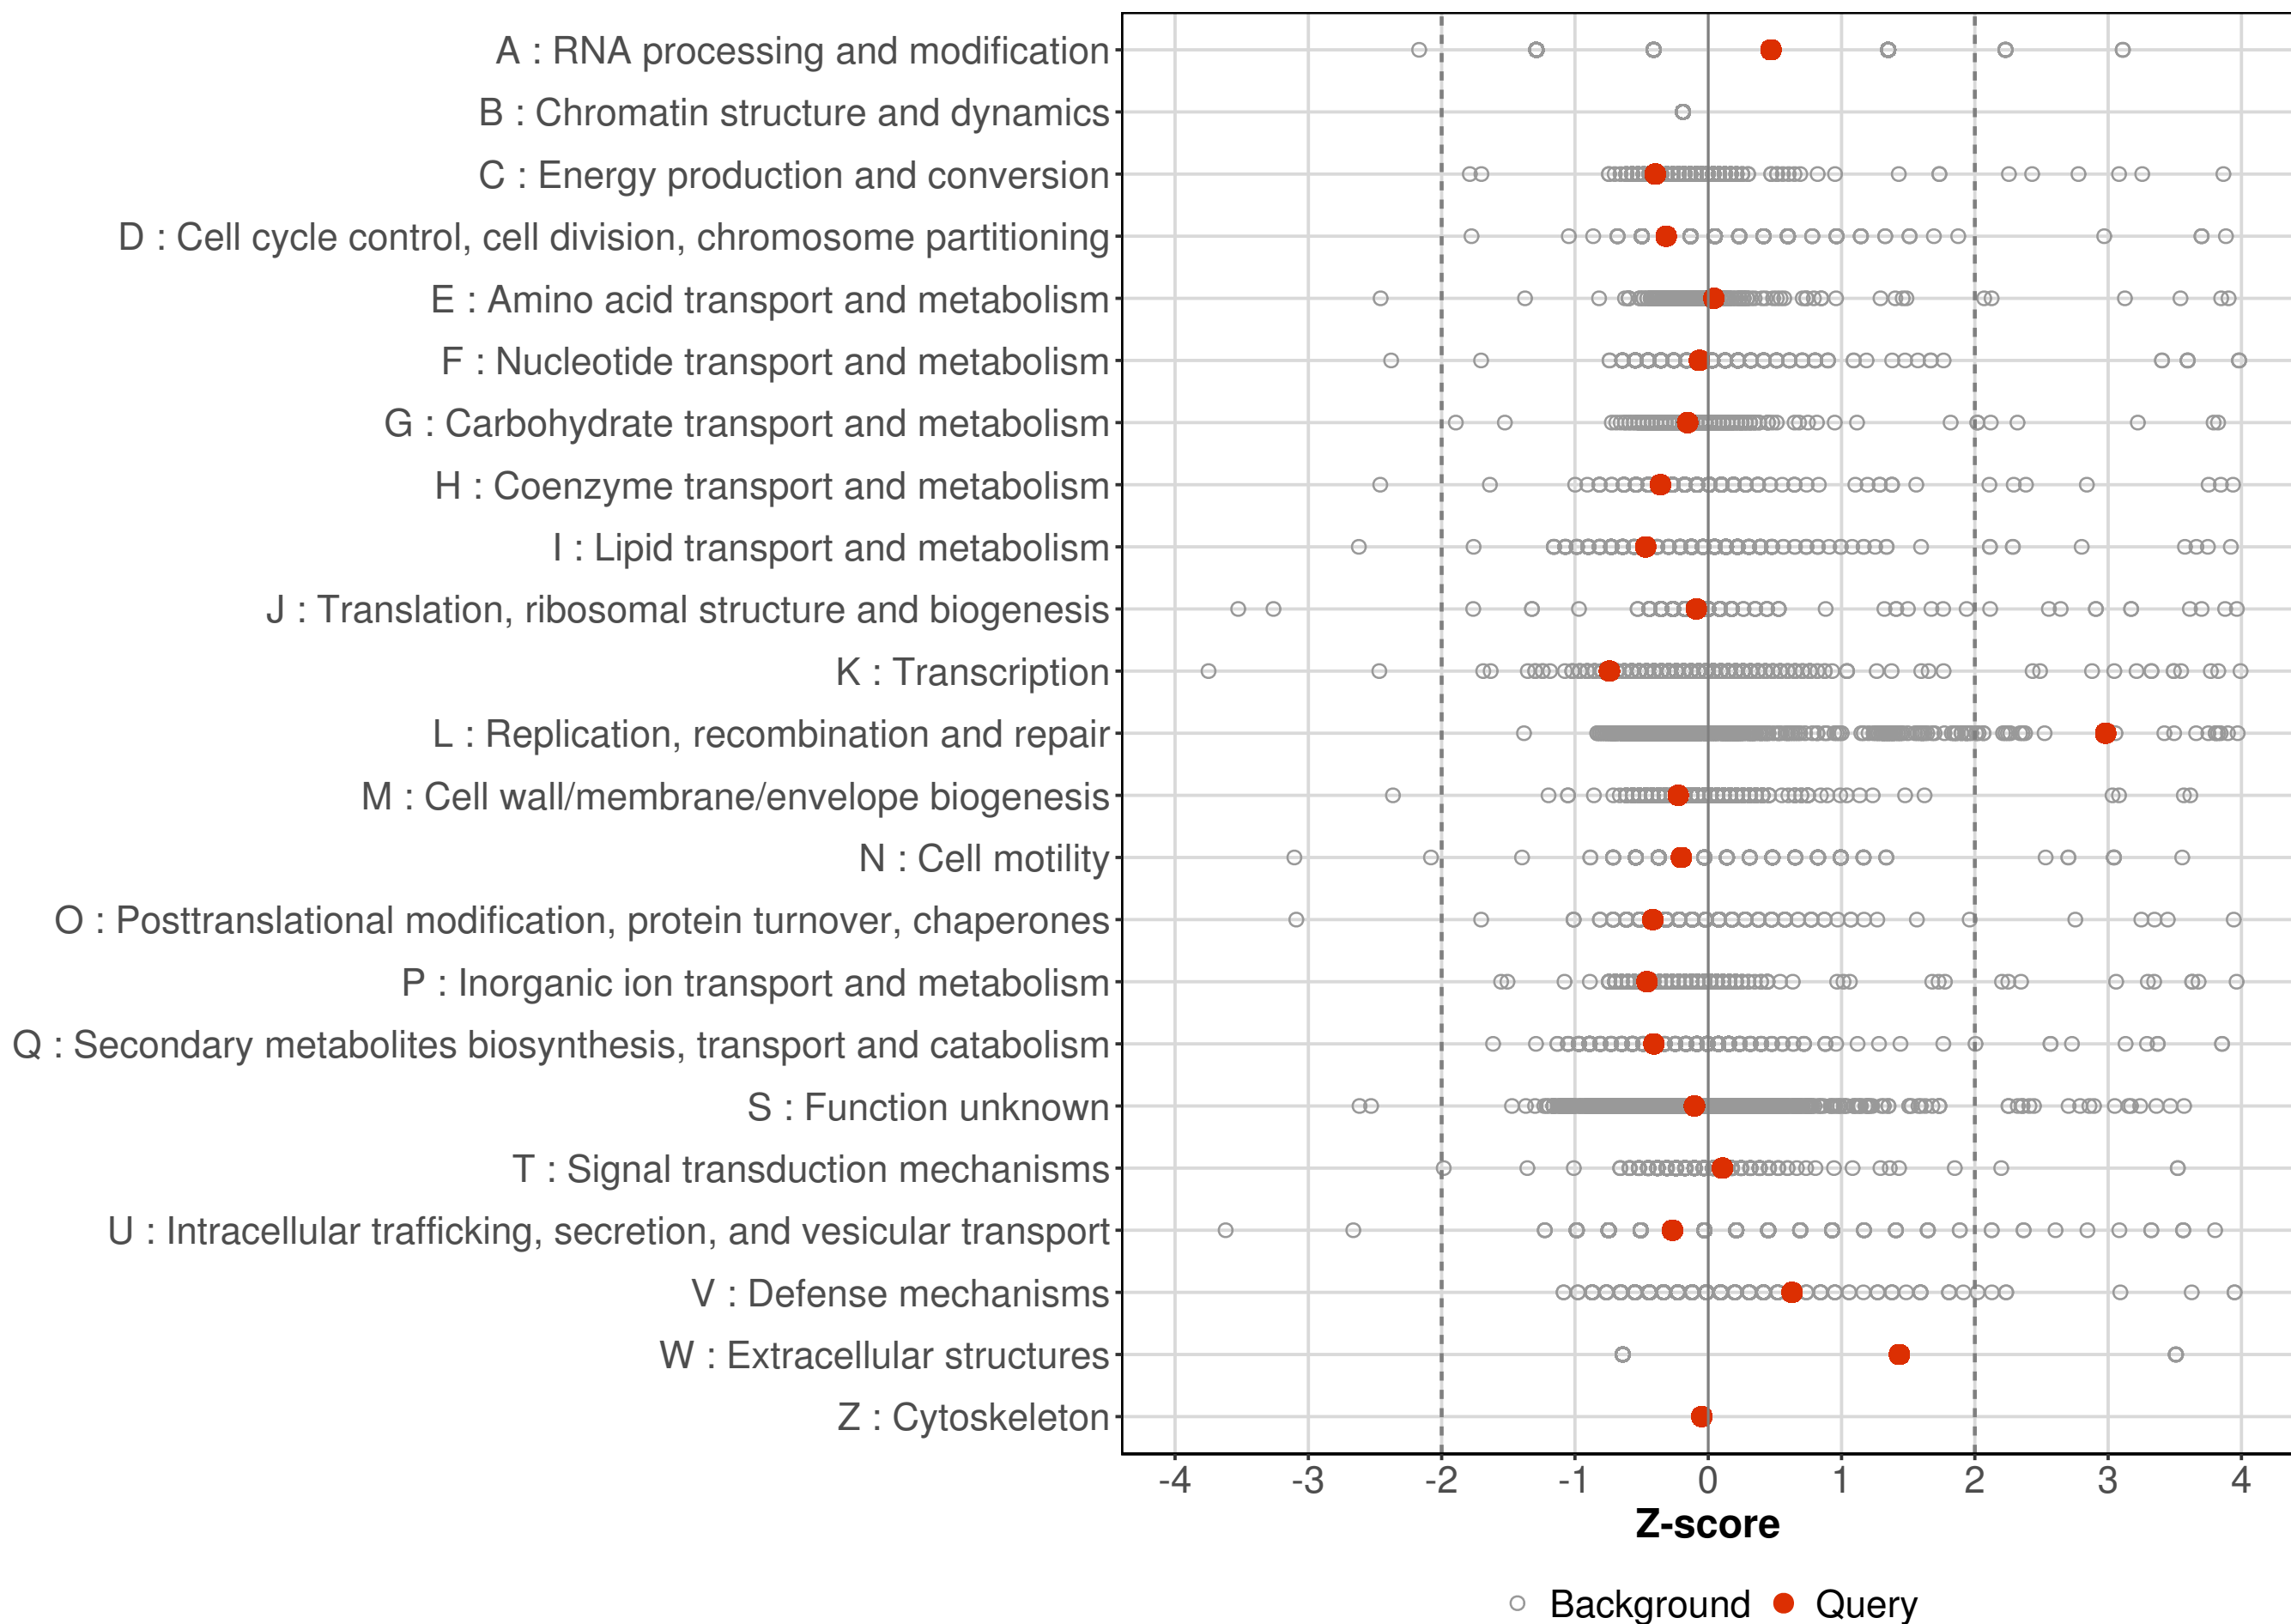 A : RNA processing and modification
B : Chromatin structure and dynamics
C : Energy production and conversion
D : Cell cycle control, cell division, chromosome partitioning
E : Amino acid transport and metabolism
F : Nucleotide transport and metabolism
G : Carbohydrate transport and metabolism
H : Coenzyme transport and metabolism
I : Lipid transport and metabolism
J : Translation, ribosomal structure and biogenesis
K : Transcription
L : Replication, recombination and repair
M : Cell wall/membrane/envelope biogenesis
N : Cell motility
O : Posttranslational modification, protein turnover, chaperones
P : Inorganic ion transport and metabolism
Q : Secondary metabolites biosynthesis, transport and catabolism
S : Function unknown
T : Signal transduction mechanisms
U : Intracellular trafficking, secretion, and vesicular transport
V : Defense mechanisms
W : Extracellular structures
Z : Cytoskeleton
-4 -3 -2 -1 0 1 2 3 4
Z-score
Background Query